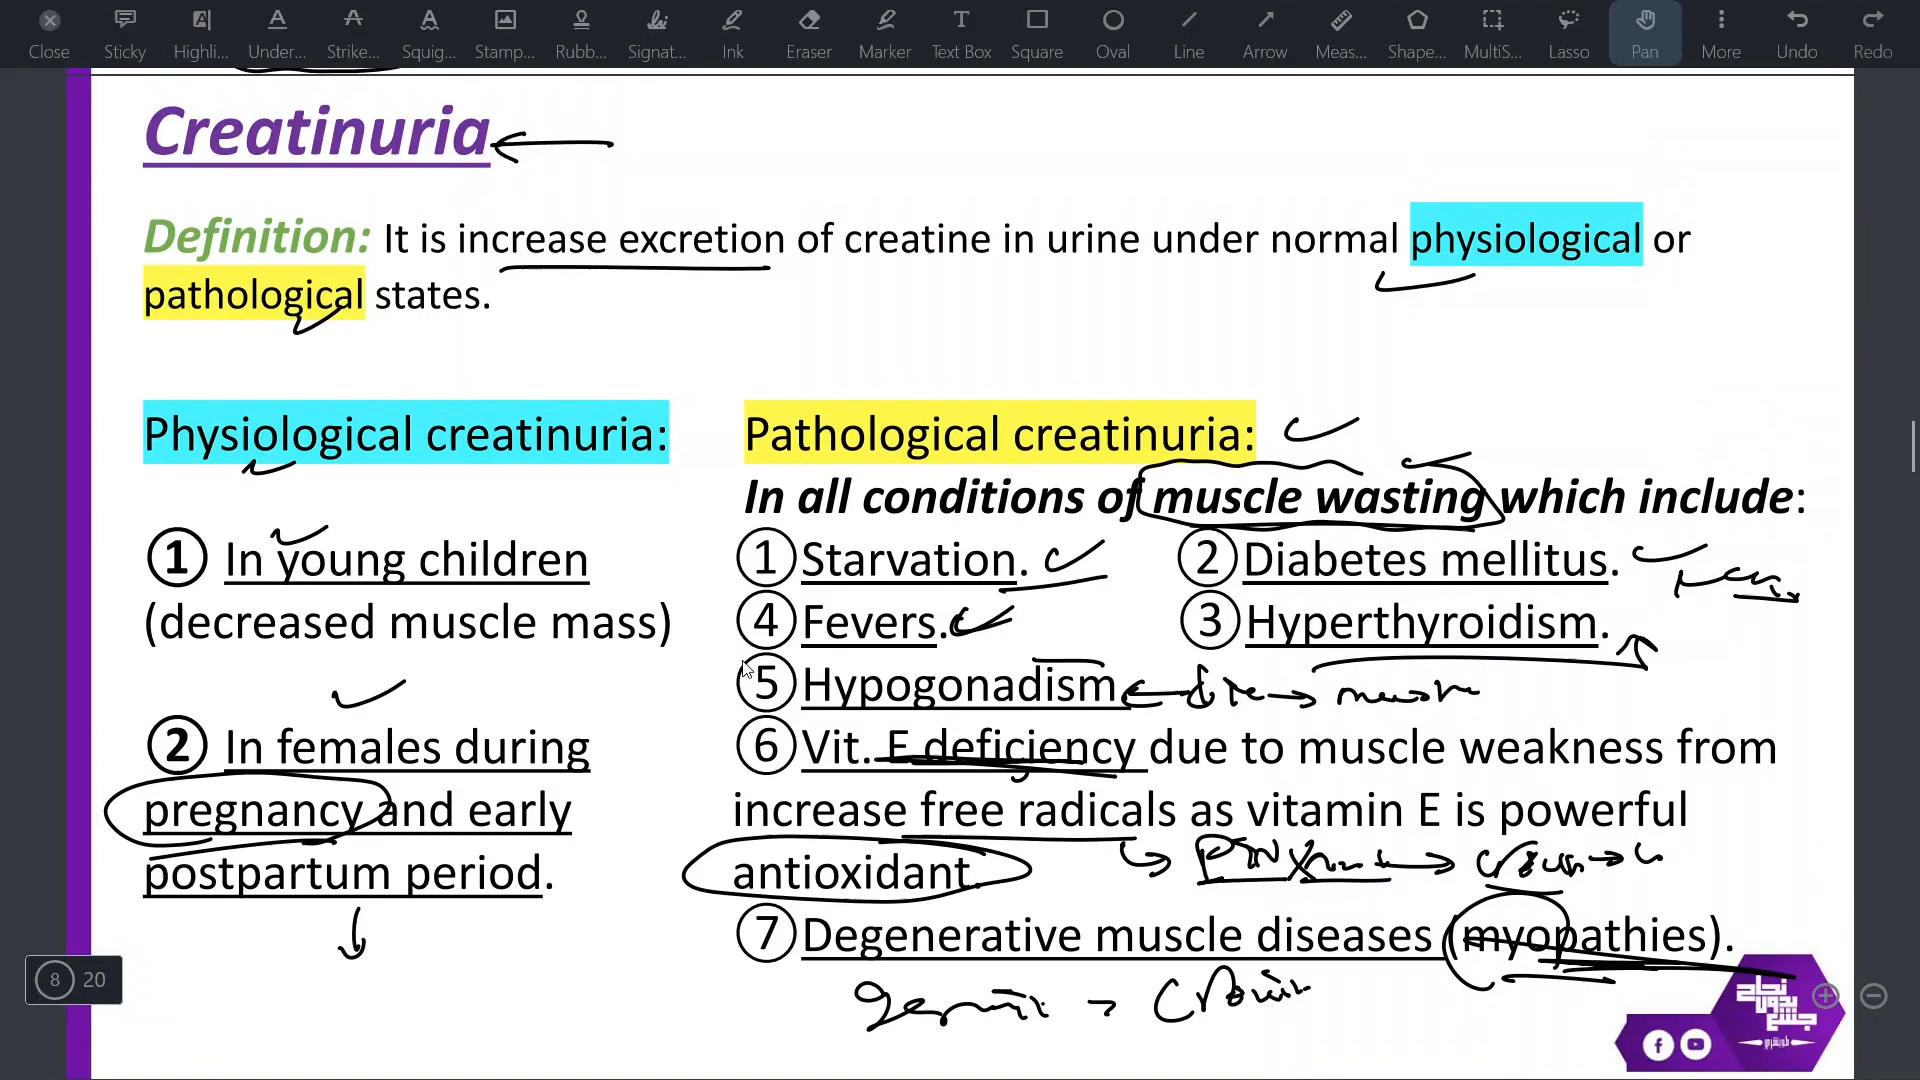 Close Sticky Highli... Under... Strike... Squig... Stamp... Rubb... Signat... Ink Eraser Marker Text Box Square Oval Line Arrow Meas... Shape... MultiS... Lasso Pan More Undo Redo
Creatinuria
Definition: It is increase excretion of creatine in urine under normal physiological or
pathological states.
Physiological creatinuria:
① In young children
(decreased muscle mass)
② In females during
pregnancy and early
postpartum period.
Pathological creatinuria:
In all conditions of muscle wasting which include:
① Starvation. ② Diabetes mellitus.
④ Fevers. ③ Hyperthyroidism.
⑤ Hypogonadism.
⑥ Vit. E deficiency due to muscle weakness from
increase free radicals as vitamin E is powerful
antioxidant.
⑦ Degenerative muscle diseases (myopathies).
8 20
نجاح
بدون